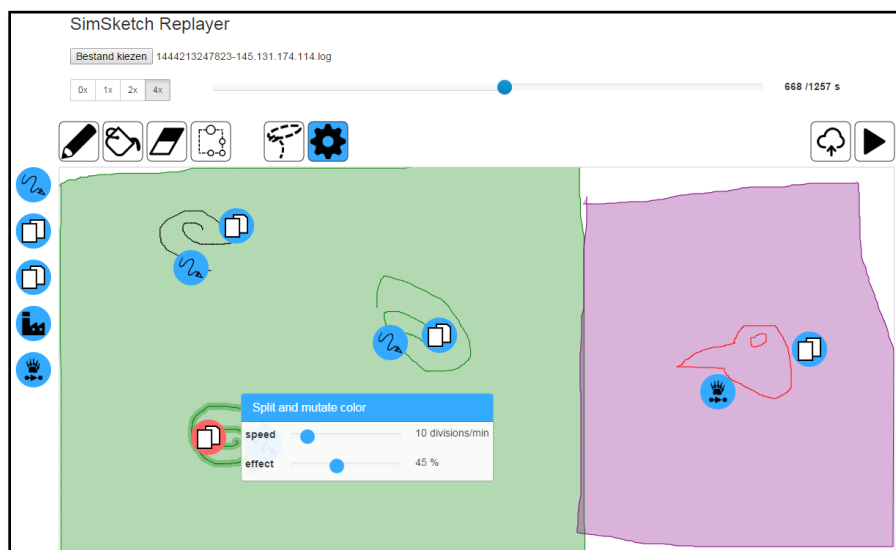 SimSketch Replayer
Bestand kiezen 1444213247823-145.131.174.114.log
0x 1x 2x 4x 668 /1257 s
Split and mutate color
speed 10 divisions/min
effect 45 %